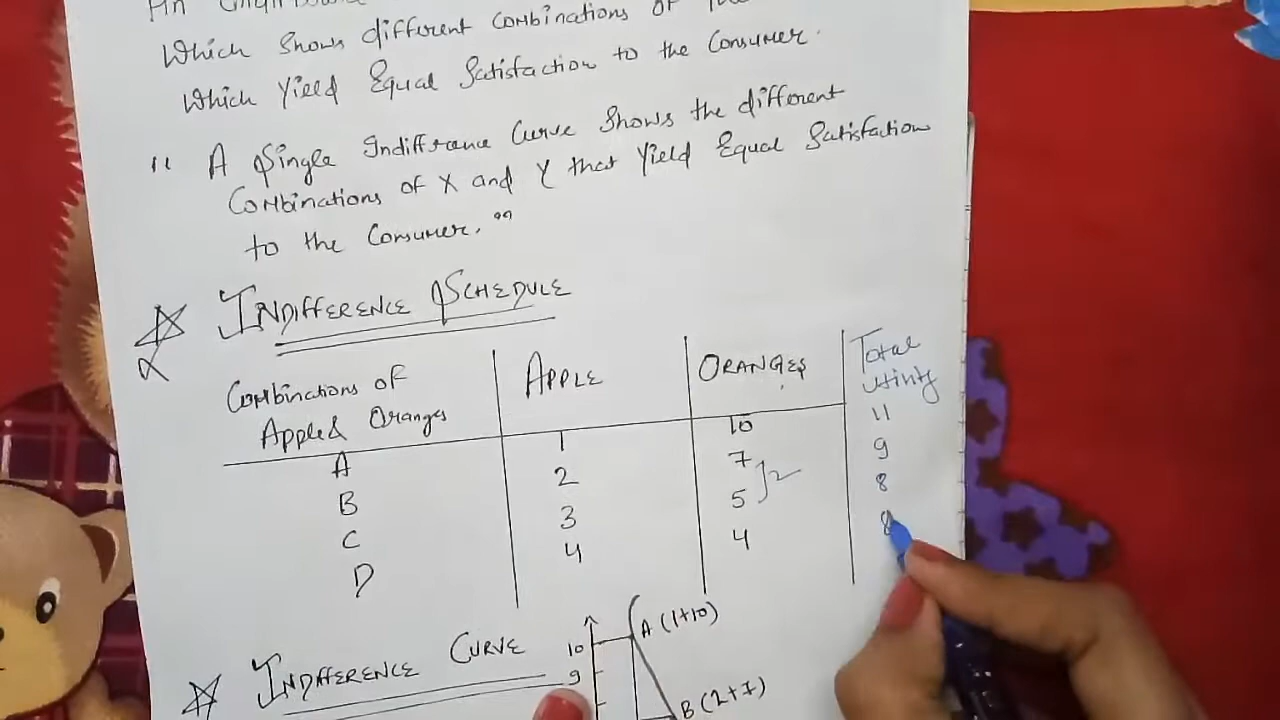 An
Which Shows different Combinations of
Which Yield Equal Satisfaction to the Consumer.
" A Single Indifference Curve Shows the different
Combinations of X and Y that Yield Equal Satisfaction
to the Consumer."
INDIFFERENCE SCHEDULE
Combinations of Apple & Oranges APPLE ORANGES Total Utility
A 1 10 11
B 2 7 9
C 3 5 8
D 4 4 8
2
INDIFFERENCE CURVE
10 A (1+10)
9
B (2+7)